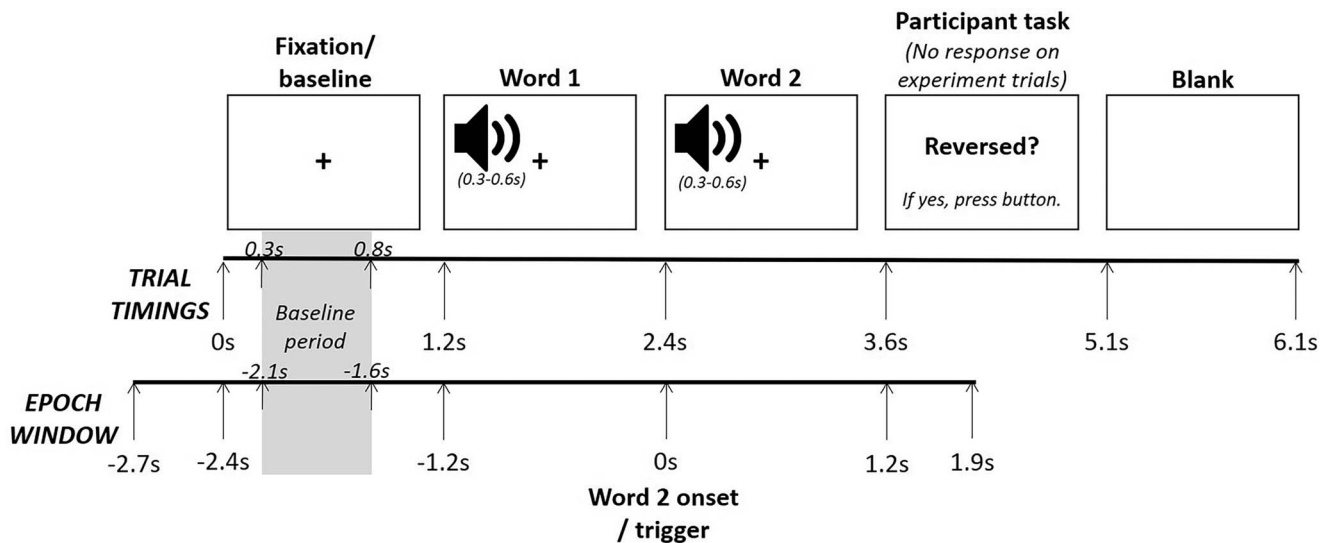 Fixation/
baseline
Word 1
Word 2
Participant task
(No response on
experiment trials)
Blank
+
(0.3-0.6s)
+
(0.3-0.6s)
+
Reversed?
If yes, press button.
0.3s
0.8s
TRIAL
TIMINGS
Baseline
period
0s
1.2s
2.4s
3.6s
5.1s
6.1s
-2.1s
-1.6s
EPOCH
WINDOW
-2.7s
-2.4s
-1.2s
0s
1.2s
1.9s
Word 2 onset
/ trigger